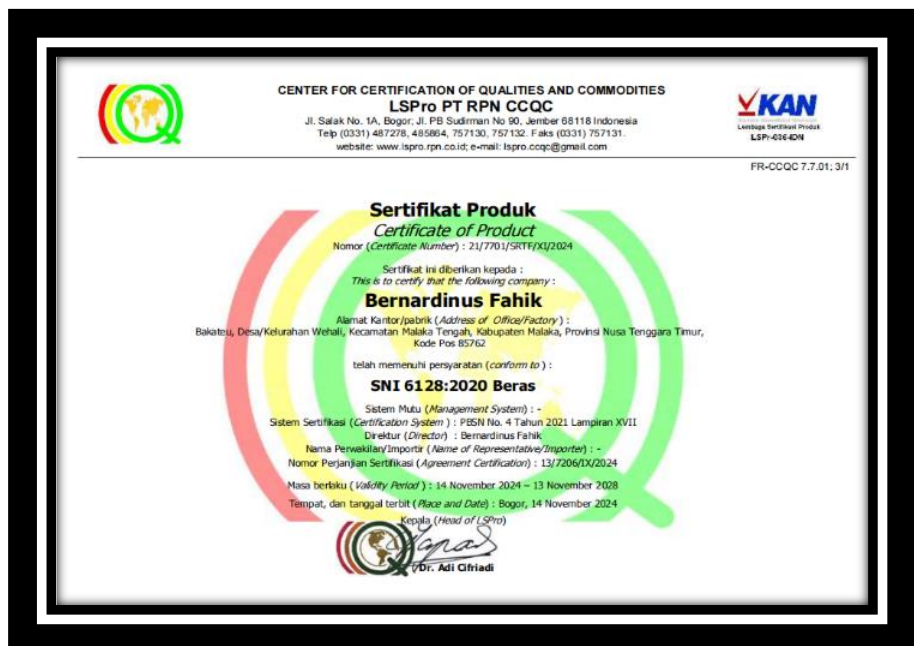 CENTER FOR CERTIFICATION OF QUALITIES AND COMMODITIES
LSPro PT RPN CCQC
Jl. Salak No. 1A, Bogor; Jl. PB Sudirman No 90, Jember 68118 Indonesia
Telp (0331) 487278, 485864, 757130, 757132. Faks (0331) 757131.
website: www.lspro.rpn.co.id; e-mail: lspro.ccqc@gmail.com
KAN
Lembaga Sertifikasi Produk
LSPr-036-IDN
FR-CCQC 7.7.01; 3/1
Sertifikat Produk
Certificate of Product
Nomor (Certificate Number) : 21/7701/SRTF/XI/2024
Sertifikat ini diberikan kepada :
This is to certify that the following company :
Bernardinus Fahik
Alamat Kantor/pabrik (Address of Office/Factory) :
Bakateu, Desa/Kelurahan Wehali, Kecamatan Malaka Tengah, Kabupaten Malaka, Provinsi Nusa Tenggara Timur,
Kode Pos 85762
telah memenuhi persyaratan (conform to) :
SNI 6128:2020 Beras
Sistem Mutu (Management System) : -
Sistem Sertifikasi (Certification System ) : PBSN No. 4 Tahun 2021 Lampiran XVII
Direktur (Director) : Bernardinus Fahik
Nama Perwakilan/Importir (Name of Representative/Importer) : -
Nomor Perjanjian Sertifikasi (Agreement Certification) : 13/7206/IX/2024
Masa berlaku (Validity Period ) : 14 November 2024 – 13 November 2028
Tempat, dan tanggal terbit (Place and Date) : Bogor, 14 November 2024
Kepala (Head of LSPro)
Dr. Adi Cifriadi